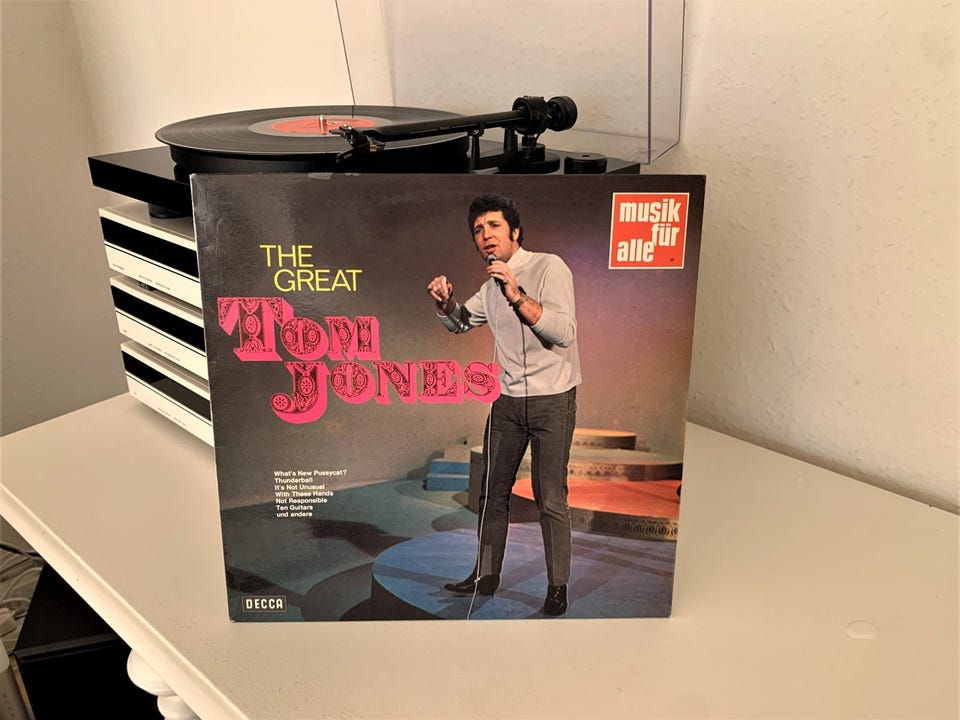 THE
GREAT
TOM
JONES
musik
für
alle
What's New Pussycat?
Thunderball
It's Not Unusual
With These Hands
Not Responsible
Ten Guitars
und andere
DECCA